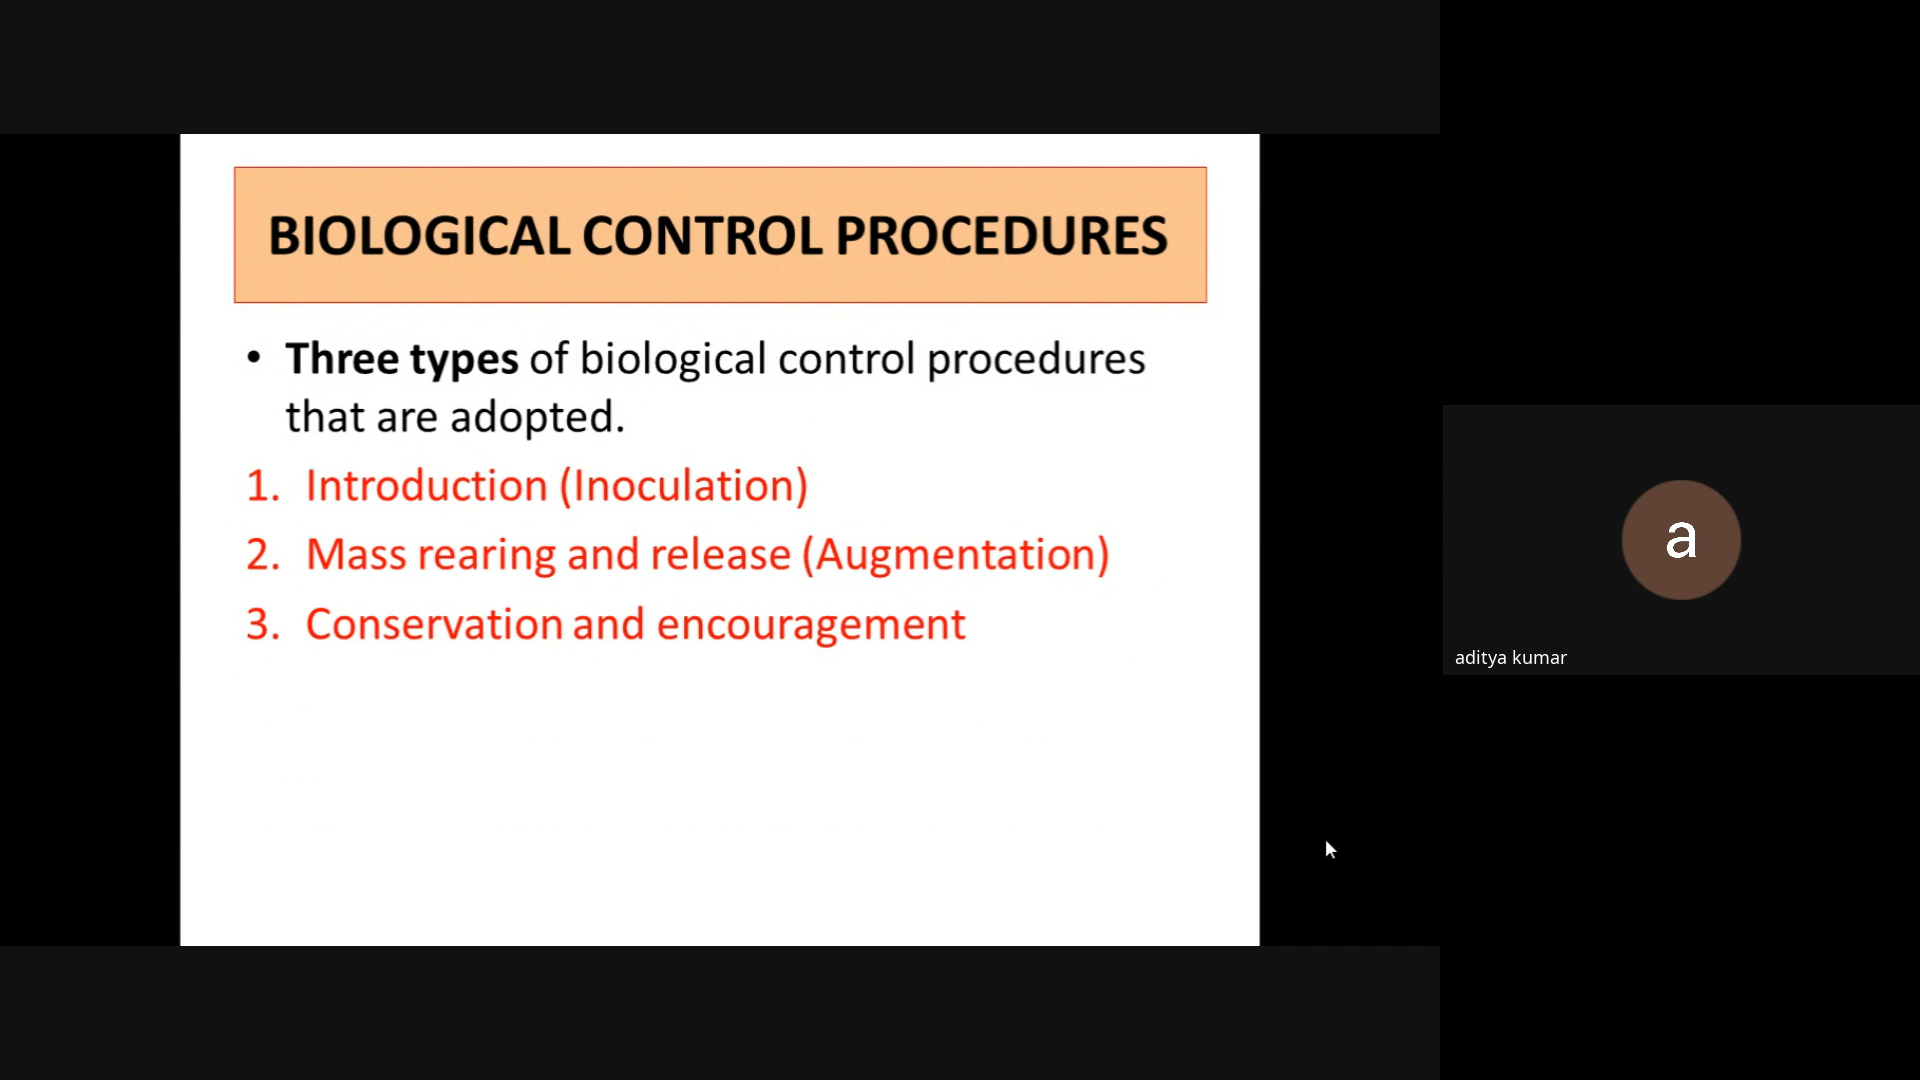 BIOLOGICAL CONTROL PROCEDURES
• Three types of biological control procedures
that are adopted.
1. Introduction (Inoculation)
2. Mass rearing and release (Augmentation)
3. Conservation and encouragement
a
aditya kumar